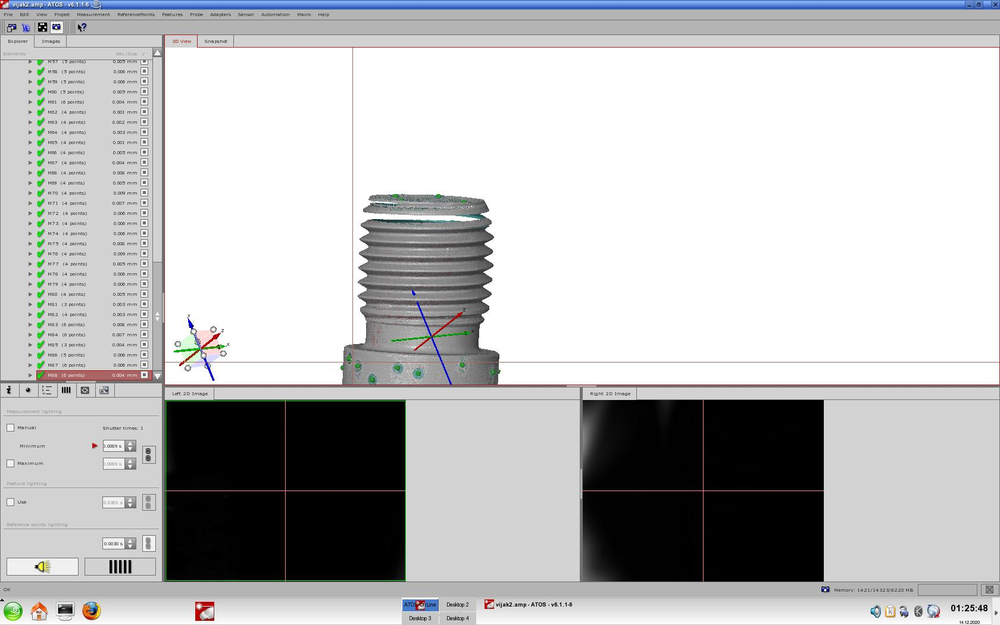 vijak2.amp - ATOS - v6.1.1-6
File Edit View Project Measurement ReferencePoints Features Probe Adapters Sensor Automation Macro Help
Explorer Images
Elements Dev./Size V
M57 (5 points) 0.005 mm
M58 (5 points) 0.006 mm
M59 (5 points) 0.006 mm
M60 (5 points) 0.005 mm
M61 (6 points) 0.004 mm
M62 (4 points) 0.001 mm
M63 (4 points) 0.002 mm
M64 (4 points) 0.003 mm
M65 (4 points) 0.001 mm
M66 (4 points) 0.005 mm
M67 (4 points) 0.004 mm
M68 (4 points) 0.008 mm
M69 (4 points) 0.005 mm
M70 (4 points) 0.009 mm
M71 (4 points) 0.007 mm
M72 (4 points) 0.006 mm
M73 (4 points) 0.006 mm
M74 (4 points) 0.006 mm
M75 (4 points) 0.008 mm
M76 (4 points) 0.009 mm
M77 (4 points) 0.005 mm
M78 (4 points) 0.006 mm
M79 (4 points) 0.006 mm
M80 (4 points) 0.005 mm
M81 (3 points) 0.003 mm
M82 (4 points) 0.003 mm
M83 (6 points) 0.008 mm
M84 (6 points) 0.007 mm
M85 (3 points) 0.004 mm
M86 (5 points) 0.006 mm
M87 (6 points) 0.006 mm
M88 (6 points) 0.004 mm
Measurement lighting
Manual Shutter times: 1
Minimum 0.0089 s
Maximum 0.0089 s
Feature lighting
Use 0.0301 s
Reference points lighting
0.0030 s
3D View Snapshot
Z
X
Y
Z
X
Left 2D Image
Right 2D Image
OK
Memory: 1421/14323/8220 MB
ATOS OnLine Desktop 2
Desktop 3 Desktop 4
vijak2.amp - ATOS - v6.1.1-6
01:25:48
14.12.2020